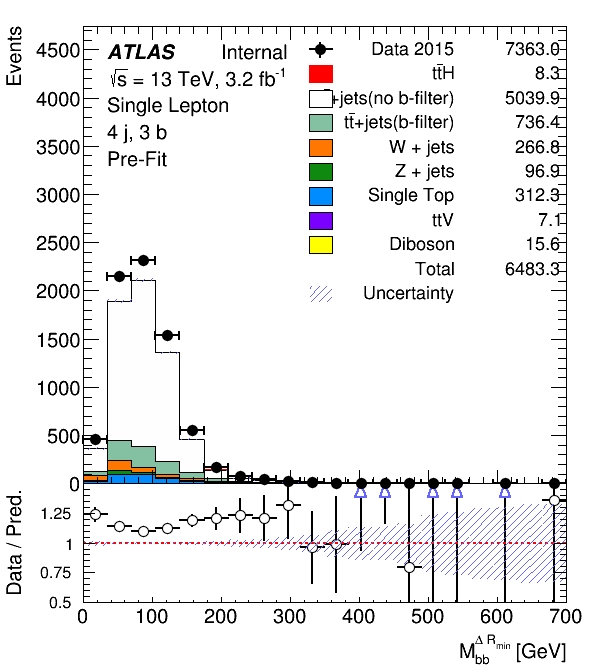 Events
4500
4000
3500
3000
2500
2000
1500
1000
500
0
ATLAS Internal
√s = 13 TeV, 3.2 fb⁻¹
Single Lepton
4 j, 3 b
Pre-Fit
Data 2015 7363.0
tt̄H 8.3
+jets(no b-filter) 5039.9
tt̄+jets(b-filter) 736.4
W + jets 266.8
Z + jets 96.9
Single Top 312.3
ttV 7.1
Diboson 15.6
Total 6483.3
Uncertainty
Data / Pred.
1.25
1
0.75
0.5
0 100 200 300 400 500 600 700
M_bb^ΔR_min [GeV]